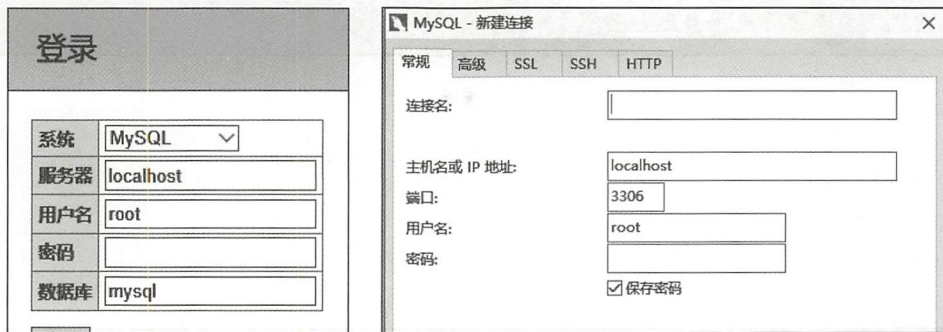 登录
系统 MySQL
服务器 localhost
用户名 root
密码
数据库 mysql
MySQL - 新建连接
常规 高级 SSL SSH HTTP
连接名:
主机名或 IP 地址: localhost
端口: 3306
用户名: root
密码:
保存密码